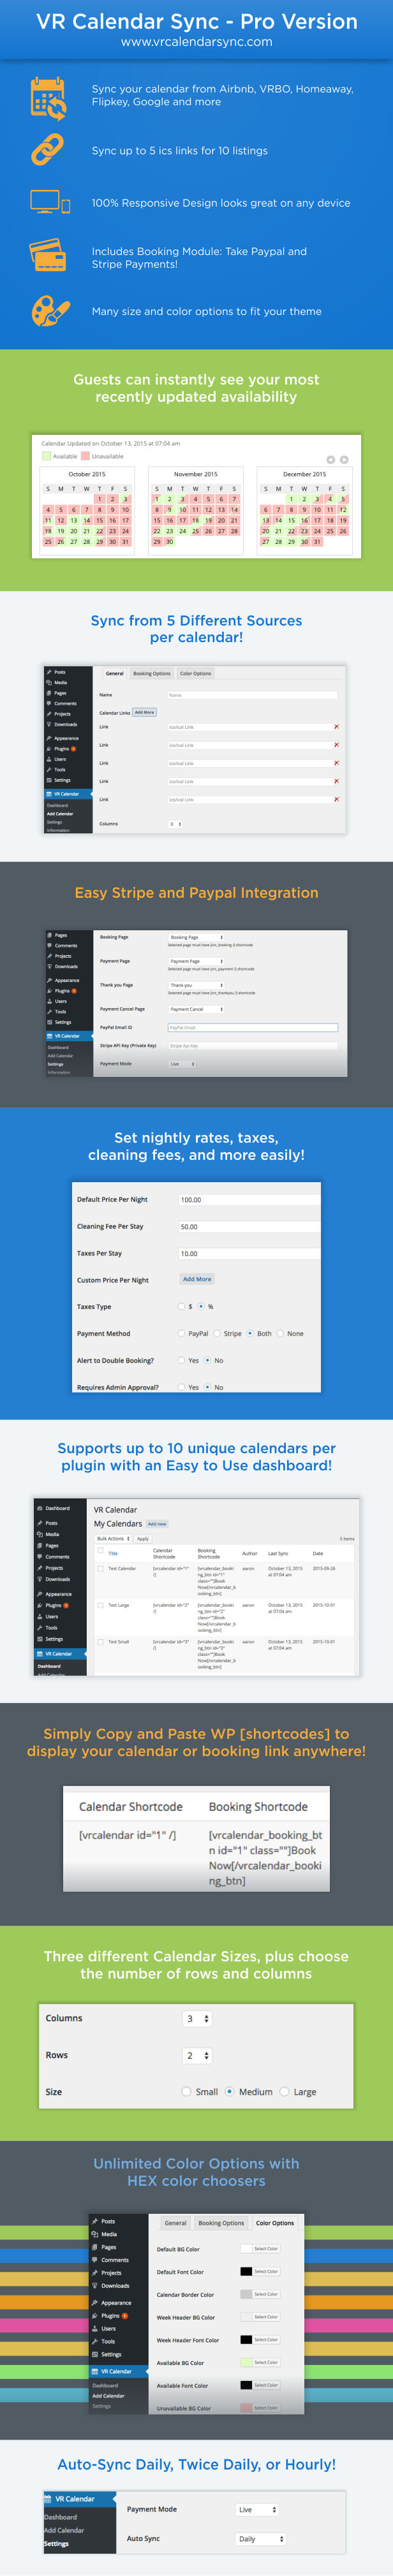 VR Calendar Sync - Pro Version
www.vrcalendarsync.com
Sync your calendar from Airbnb, VRBO, Homeaway,
Flipkey, Google and more
Sync up to 5 ics links for 10 listings
100% Responsive Design looks great on any device
Includes Booking Module: Take Paypal and
Stripe Payments!
Many size and color options to fit your theme
Guests can instantly see your most
recently updated availability
Calendar Updated on October 13, 2015 at 07:04 am
Available Unavailable
October 2015 November 2015 December 2015
S M T W T F S S M T W T F S S M T W T F S
1 2 3 1 2 3 4 5 6 7 1 2 3 4 5
4 5 6 7 8 9 10 8 9 10 11 12 13 14 6 7 8 9 10 11 12
11 12 13 14 15 16 17 15 16 17 18 19 20 21 13 14 15 16 17 18 19
18 19 20 21 22 23 24 22 23 24 25 26 27 28 20 21 22 23 24 25 26
25 26 27 28 29 30 31 29 30 27 28 29 30 31
Sync from 5 Different Sources
per calendar!
Posts
Media
Pages
Comments
Projects
Downloads
Appearance
Plugins
Users
Tools
Settings
VR Calendar
Dashboard
Add Calendar
Settings
Information
General Booking Options Color Options
Name Name
Calendar Links Add More
Link
Link
Link
Link
Link
Columns 3
Easy Stripe and Paypal Integration
Pages
Comments
Projects
Downloads
Appearance
Plugins
Users
Tools
Settings
VR Calendar
Dashboard
Add Calendar
Settings
Information
Booking Page Booking Page
Payment Page Payment Page
Thank you Page Thank you
Payment Cancel Page Payment Cancel
PayPal Email ID PayPal Email
Stripe API Key (Private Key) Stripe Api Key
Payment Mode Live
Set nightly rates, taxes,
cleaning fees, and more easily!
Default Price Per Night 100.00
Cleaning Fee Per Stay 50.00
Taxes Per Stay 10.00
Custom Price Per Night Add More
Taxes Type $ %
Payment Method PayPal Stripe Both None
Alert to Double Booking? Yes No
Requires Admin Approval? Yes No
Supports up to 10 unique calendars per
plugin with an Easy to Use dashboard!
Dashboard
Posts
Media
Pages
Comments
Projects
Downloads
Appearance
Plugins
Users
Tools
Settings
VR Calendar
Dashboard
Add Calendar
VR Calendar
My Calendars Add new
Bulk Actions Apply 5 items
Title Calendar Shortcode Booking Shortcode Author Last Sync Date
Test Calendar [vrcalendar id="1" /] [vrcalendar_booking_btn id="1" class=""]Book Now[/vrcalendar_booking_btn] aaron October 13, 2015 at 07:04 am 2015-09-26
Test Large [vrcalendar id="2" /] [vrcalendar_booking_btn id="2" class=""]Book Now[/vrcalendar_booking_btn] aaron October 13, 2015 at 07:04 am 2015-10-01
Test Small [vrcalendar id="3" /] [vrcalendar_booking_btn id="3" class=""]Book Now[/vrcalendar_booking_btn] aaron October 13, 2015 at 07:04 am 2015-10-01
Simply Copy and Paste WP [shortcodes] to
display your calendar or booking link anywhere!
Calendar Shortcode Booking Shortcode
[vrcalendar id="1" /] [vrcalendar_booking_bt
n id="1" class=""]Book
Now[/vrcalendar_booki
ng_btn]
Three different Calendar Sizes, plus choose
the number of rows and columns
Columns 3
Rows 2
Size Small Medium Large
Unlimited Color Options with
HEX color choosers
Posts
Media
Pages
Comments
Projects
Downloads
Appearance
Plugins
Users
Tools
Settings
VR Calendar
Dashboard
Add Calendar
Settings
General Booking Options Color Options
Default BG Color Select Color
Default Font Color Select Color
Calendar Border Color Select Color
Week Header BG Color Select Color
Week Header Font Color Select Color
Available BG Color Select Color
Available Font Color Select Color
Unavailable BG Color Select Color
Auto-Sync Daily, Twice Daily, or Hourly!
VR Calendar
Dashboard
Add Calendar
Settings
Payment Mode Live
Auto Sync Daily